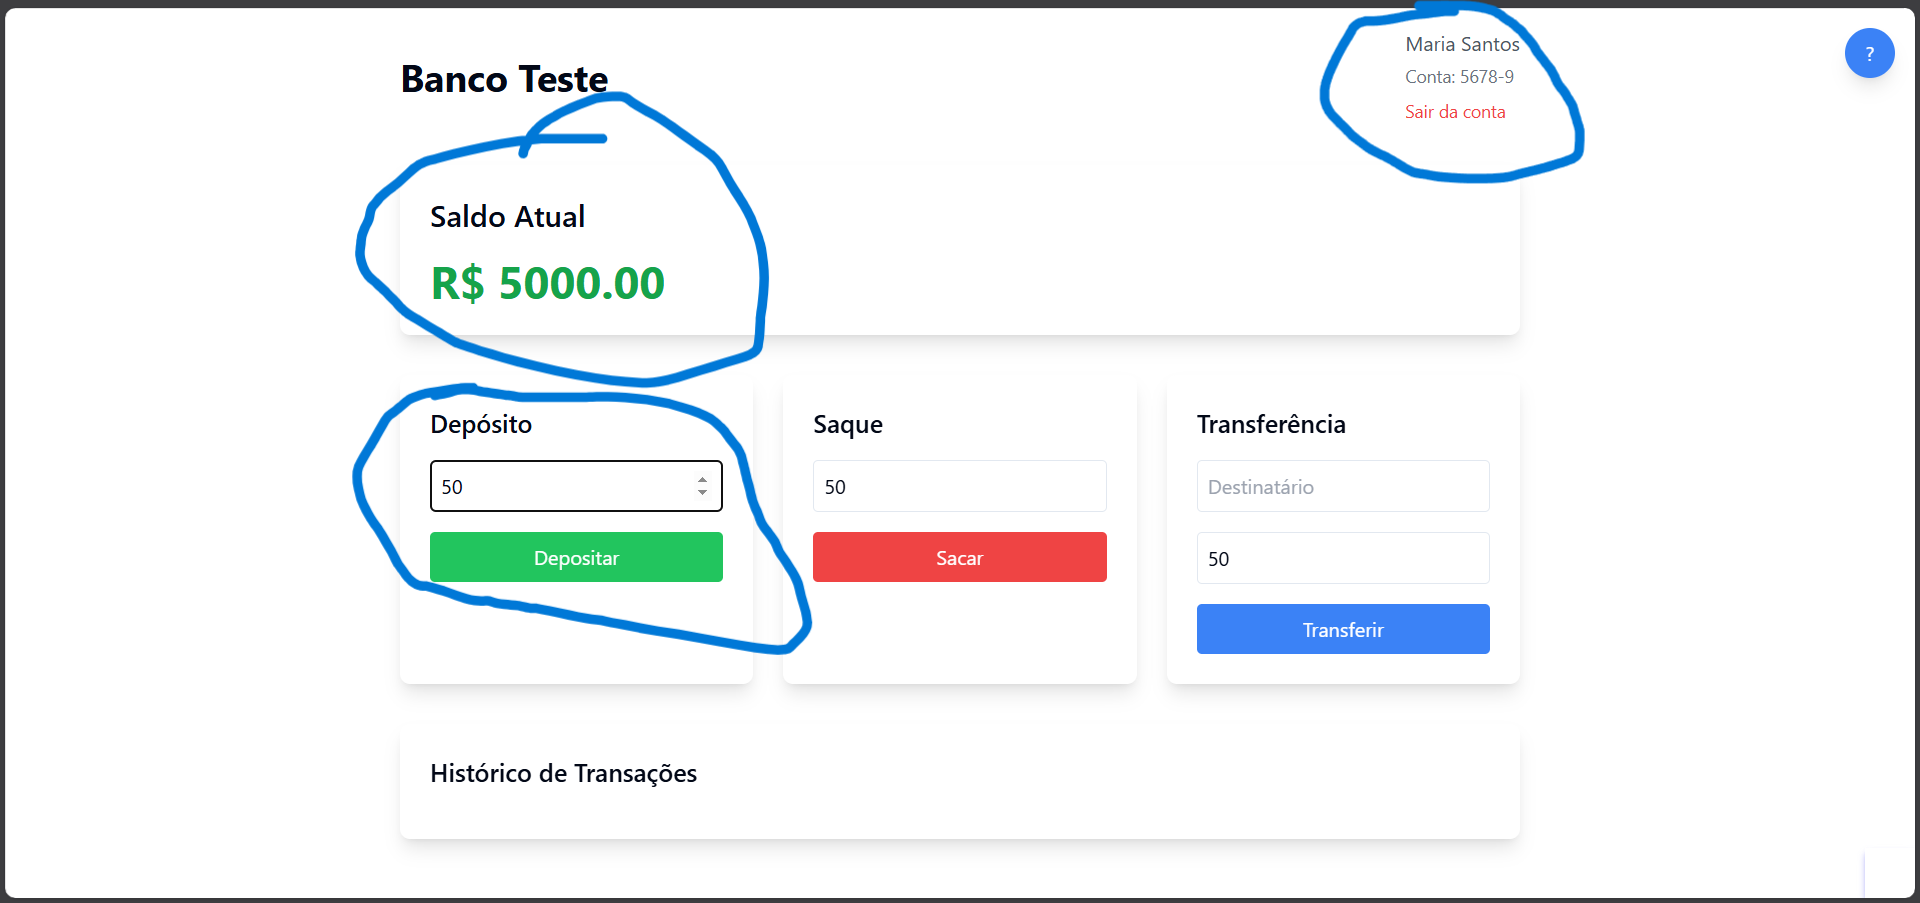 Banco Teste
Maria Santos
Conta: 5678-9
Sair da conta
?
Saldo Atual
R$ 5000.00
Depósito
50
Depositar
Saque
50
Sacar
Transferência
Destinatário
50
Transferir
Histórico de Transações